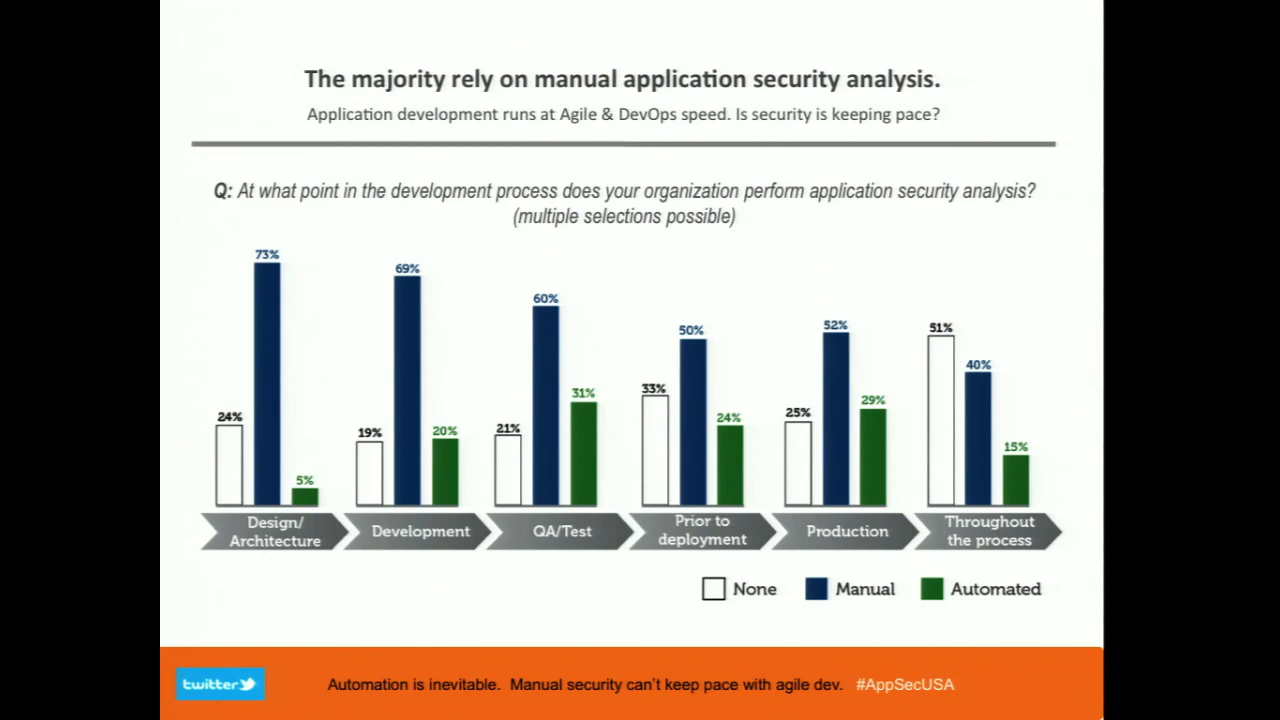 The majority rely on manual application security analysis.
Application development runs at Agile & DevOps speed. Is security is keeping pace?
Q: At what point in the development process does your organization perform application security analysis?
(multiple selections possible)
73%
69%
60%
50%
52%
51%
40%
24%
5%
19%
20%
21%
31%
33%
24%
25%
29%
15%
Design/
Architecture
Development
QA/Test
Prior to
deployment
Production
Throughout
the process
None
Manual
Automated
twitter
Automation is inevitable. Manual security can't keep pace with agile dev. #AppSecUSA